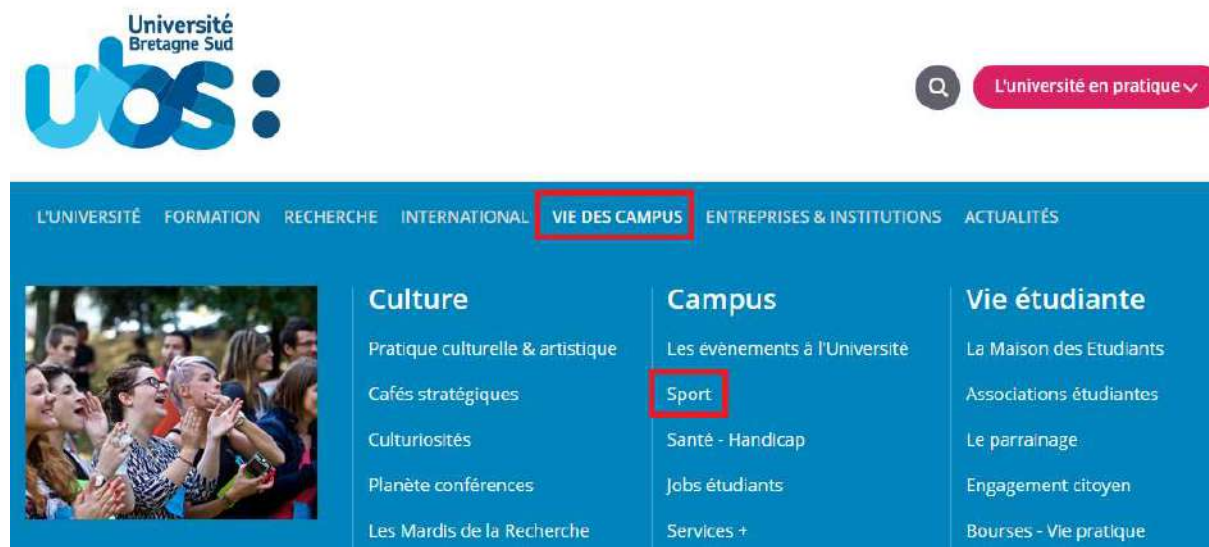 Université
Bretagne Sud
ubs:
L'université en pratique
L'UNIVERSITÉ FORMATION RECHERCHE INTERNATIONAL VIE DES CAMPUS ENTREPRISES & INSTITUTIONS ACTUALITÉS
Culture
Pratique culturelle & artistique
Cafés stratégiques
Culturiosités
Planète conférences
Les Mardis de la Recherche
Campus
Les évènements à l'Université
Sport
Santé - Handicap
Jobs étudiants
Services +
Vie étudiante
La Maison des Etudiants
Associations étudiantes
Le parrainage
Engagement citoyen
Bourses - Vie pratique